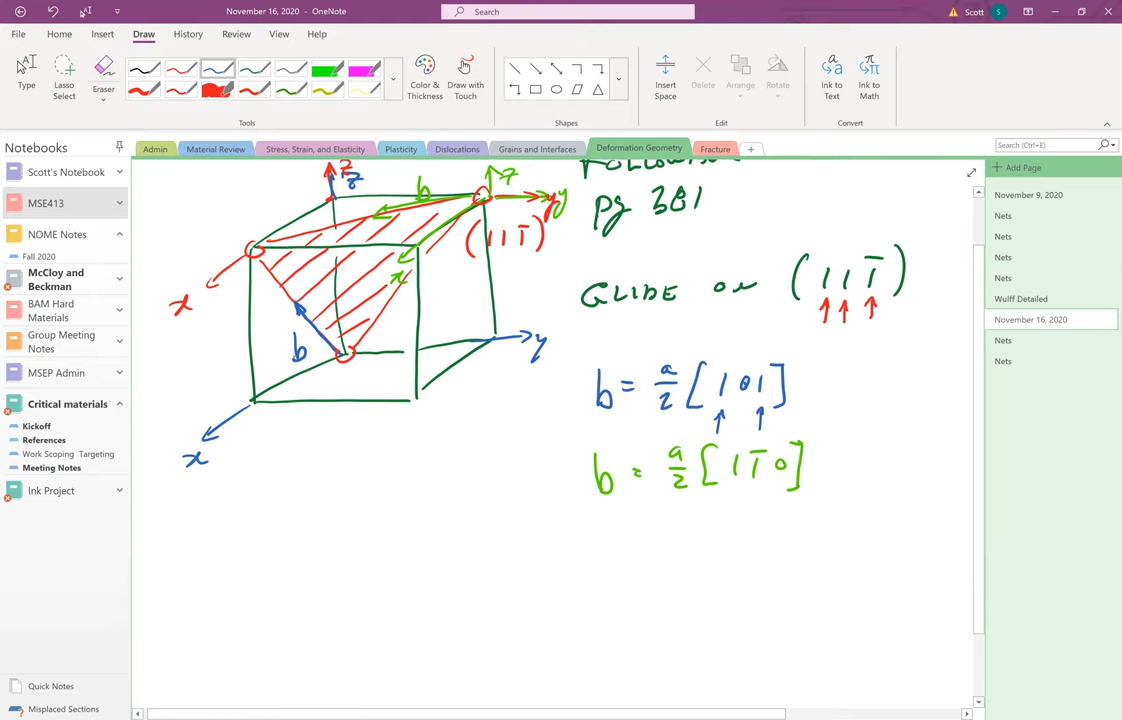 November 16, 2020 - OneNote
Search
Scott
S
File
Home
Insert
Draw
History
Review
View
Help
Type
Lasso Select
Eraser
Color & Thickness
Draw with Touch
Insert Space
Delete
Arrange
Rotate
Ink to Text
Ink to Math
Tools
Shapes
Edit
Convert
Notebooks
Admin
Material Review
Stress, Strain, and Elasticity
Plasticity
Dislocations
Grains and Interfaces
Deformation Geometry
Fracture
Search (Ctrl+E)
Scott's Notebook
MSE413
NOME Notes
Fall 2020
McCloy and Beckman
BAM Hard Materials
Group Meeting Notes
MSEP Admin
Critical materials
Kickoff
References
Work Scoping Targeting
Meeting Notes
Ink Project
Quick Notes
Misplaced Sections
Add Page
November 9, 2020
Nets
Nets
Nets
Nets
Nets
Wulff Detailed
November 16, 2020
Nets
Nets
pg 381
GLIDE on (1 1 1̅)
b = a/2 [1 0 1]
b = a/2 [1 1̅ 0]
z
z
b
z
y
y
(1 1 1̅)
x
x
b
y
x